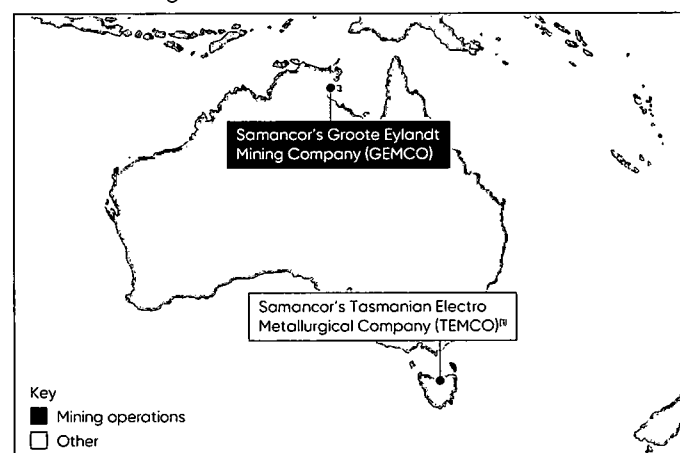 Samancor's Groote Eylandt
Mining Company (GEMCO)
Samancor's Tasmanian Electro
Metallurgical Company (TEMCO)[1]
Key
Mining operations
Other